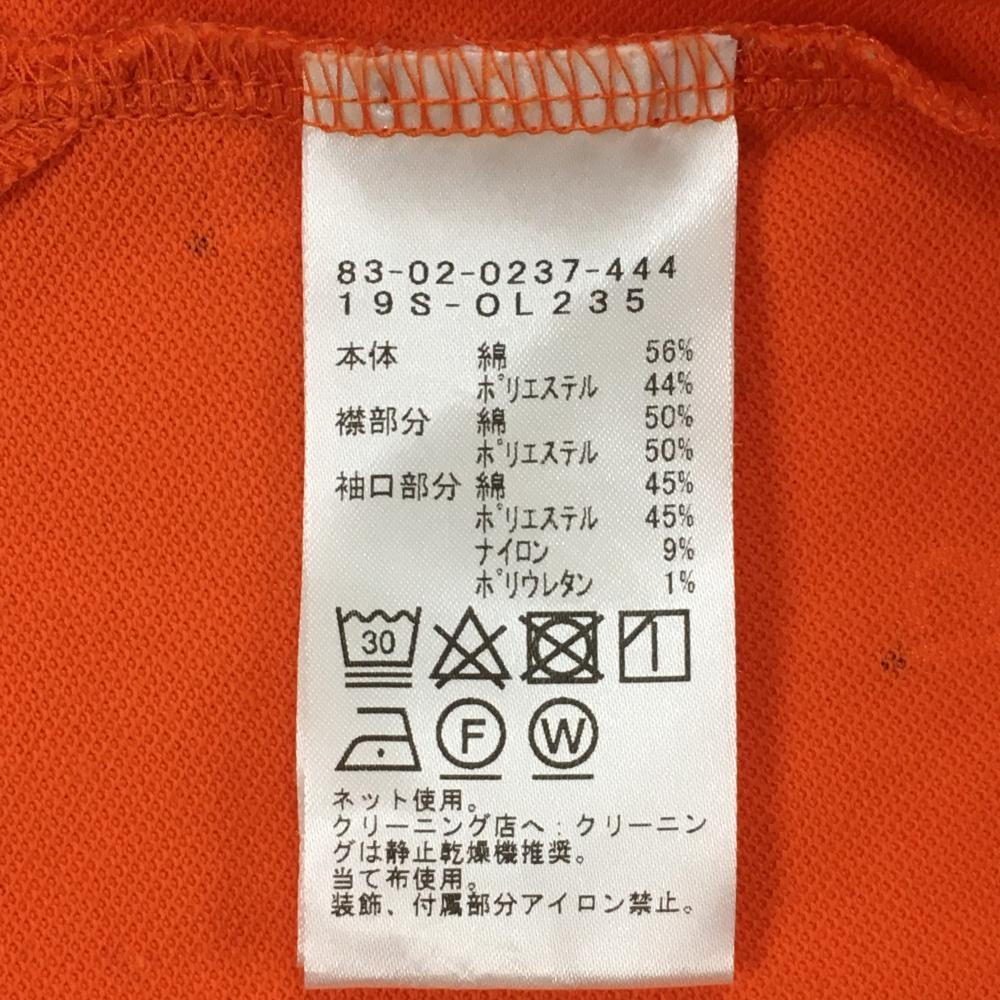 83-02-0237-444
19S-OL235
本体 綿 56%
ポリエステル 44%
襟部分 綿 50%
ポリエステル 50%
袖口部分 綿 45%
ポリエステル 45%
ナイロン 9%
ポリウレタン 1%
30
F W
ネット使用。
クリーニング店へ:クリーニン
グは静止乾燥機推奨。
当て布使用。
装飾、付属部分アイロン禁止。